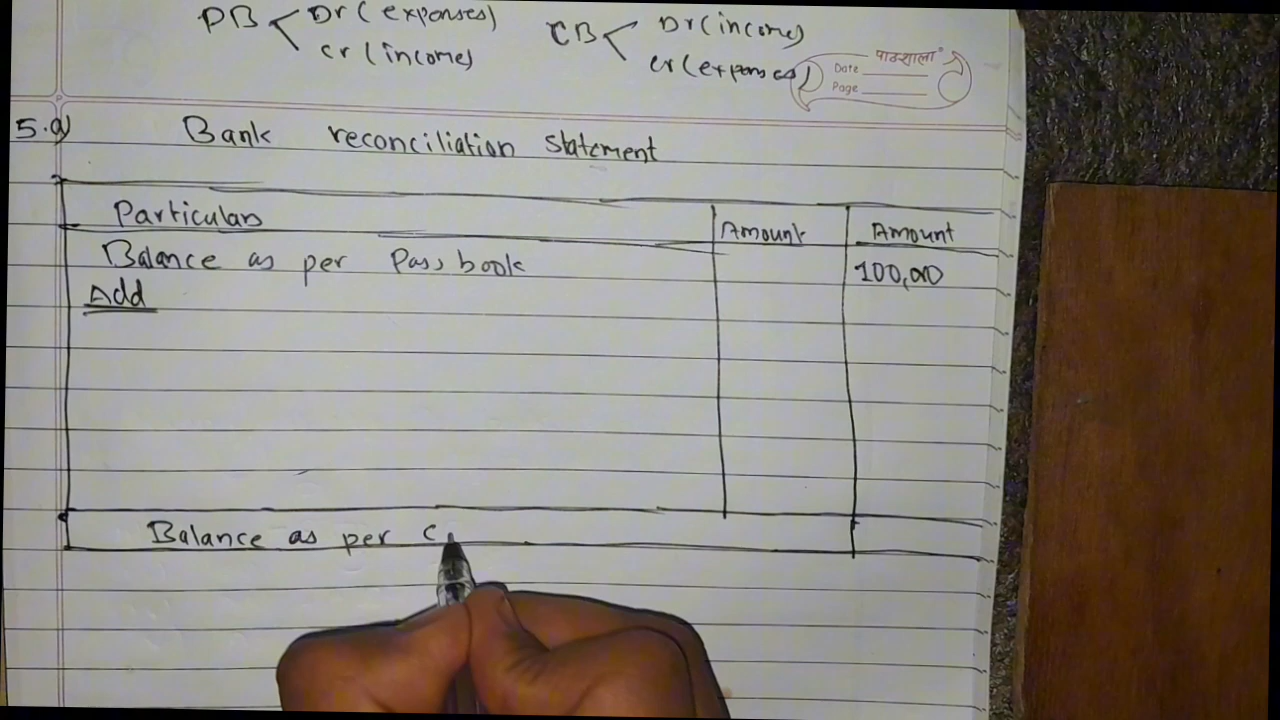 PB < Dr (expenses)
cr (income)
CB < Dr (income)
cr (expenses)
पाठशाला
Date
Page
5.a) Bank reconciliation statement
Particulars Amount Amount
Balance as per Pass book 100,000
Add
Balance as per C